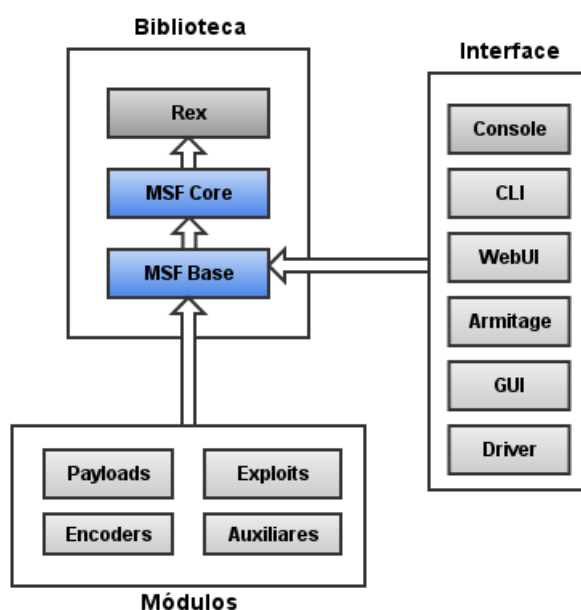 Biblioteca
Rex
MSF Core
MSF Base
Interface
Console
CLI
WebUI
Armitage
GUI
Driver
Payloads
Exploits
Encoders
Auxiliares
Módulos